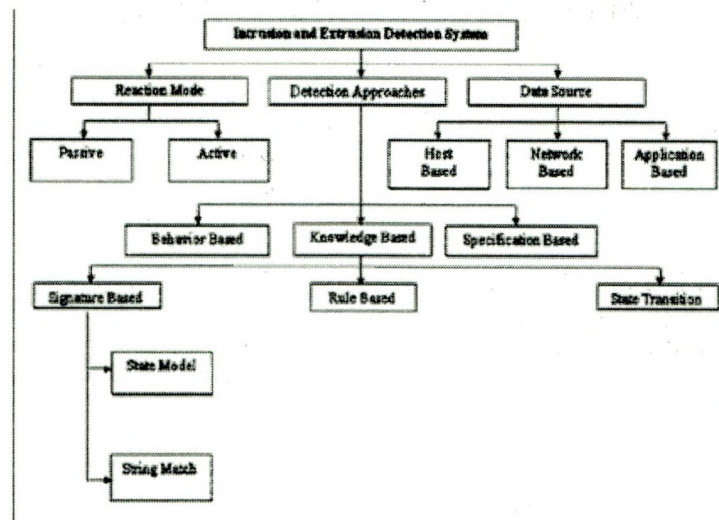 Intrusion and Extrusion Detection System
Reaction Mode
Detection Approaches
Data Source
Passive
Active
Host
Based
Network
Based
Application
Based
Behavior Based
Knowledge Based
Specification Based
Signature Based
Rule Based
State Transition
State Model
String Match